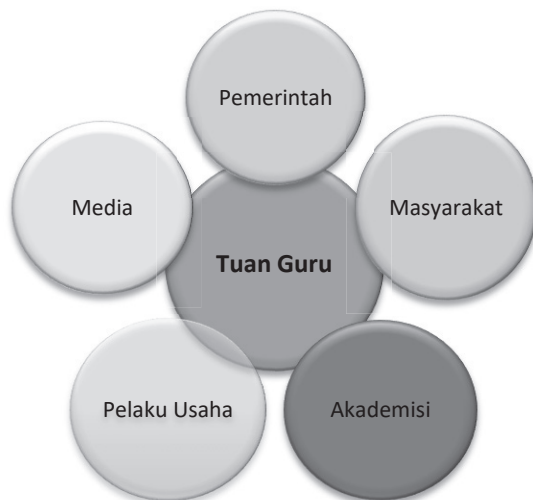 Pemerintah
Media
Masyarakat
Tuan Guru
Pelaku Usaha
Akademisi